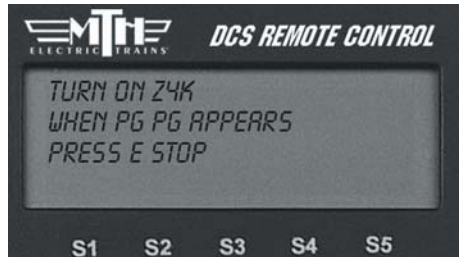 MTH DCS REMOTE CONTROL
ELECTRIC TRAINS
TURN ON Z4K
WHEN PG PG APPEARS
PRESS E STOP
S1 S2 S3 S4 S5